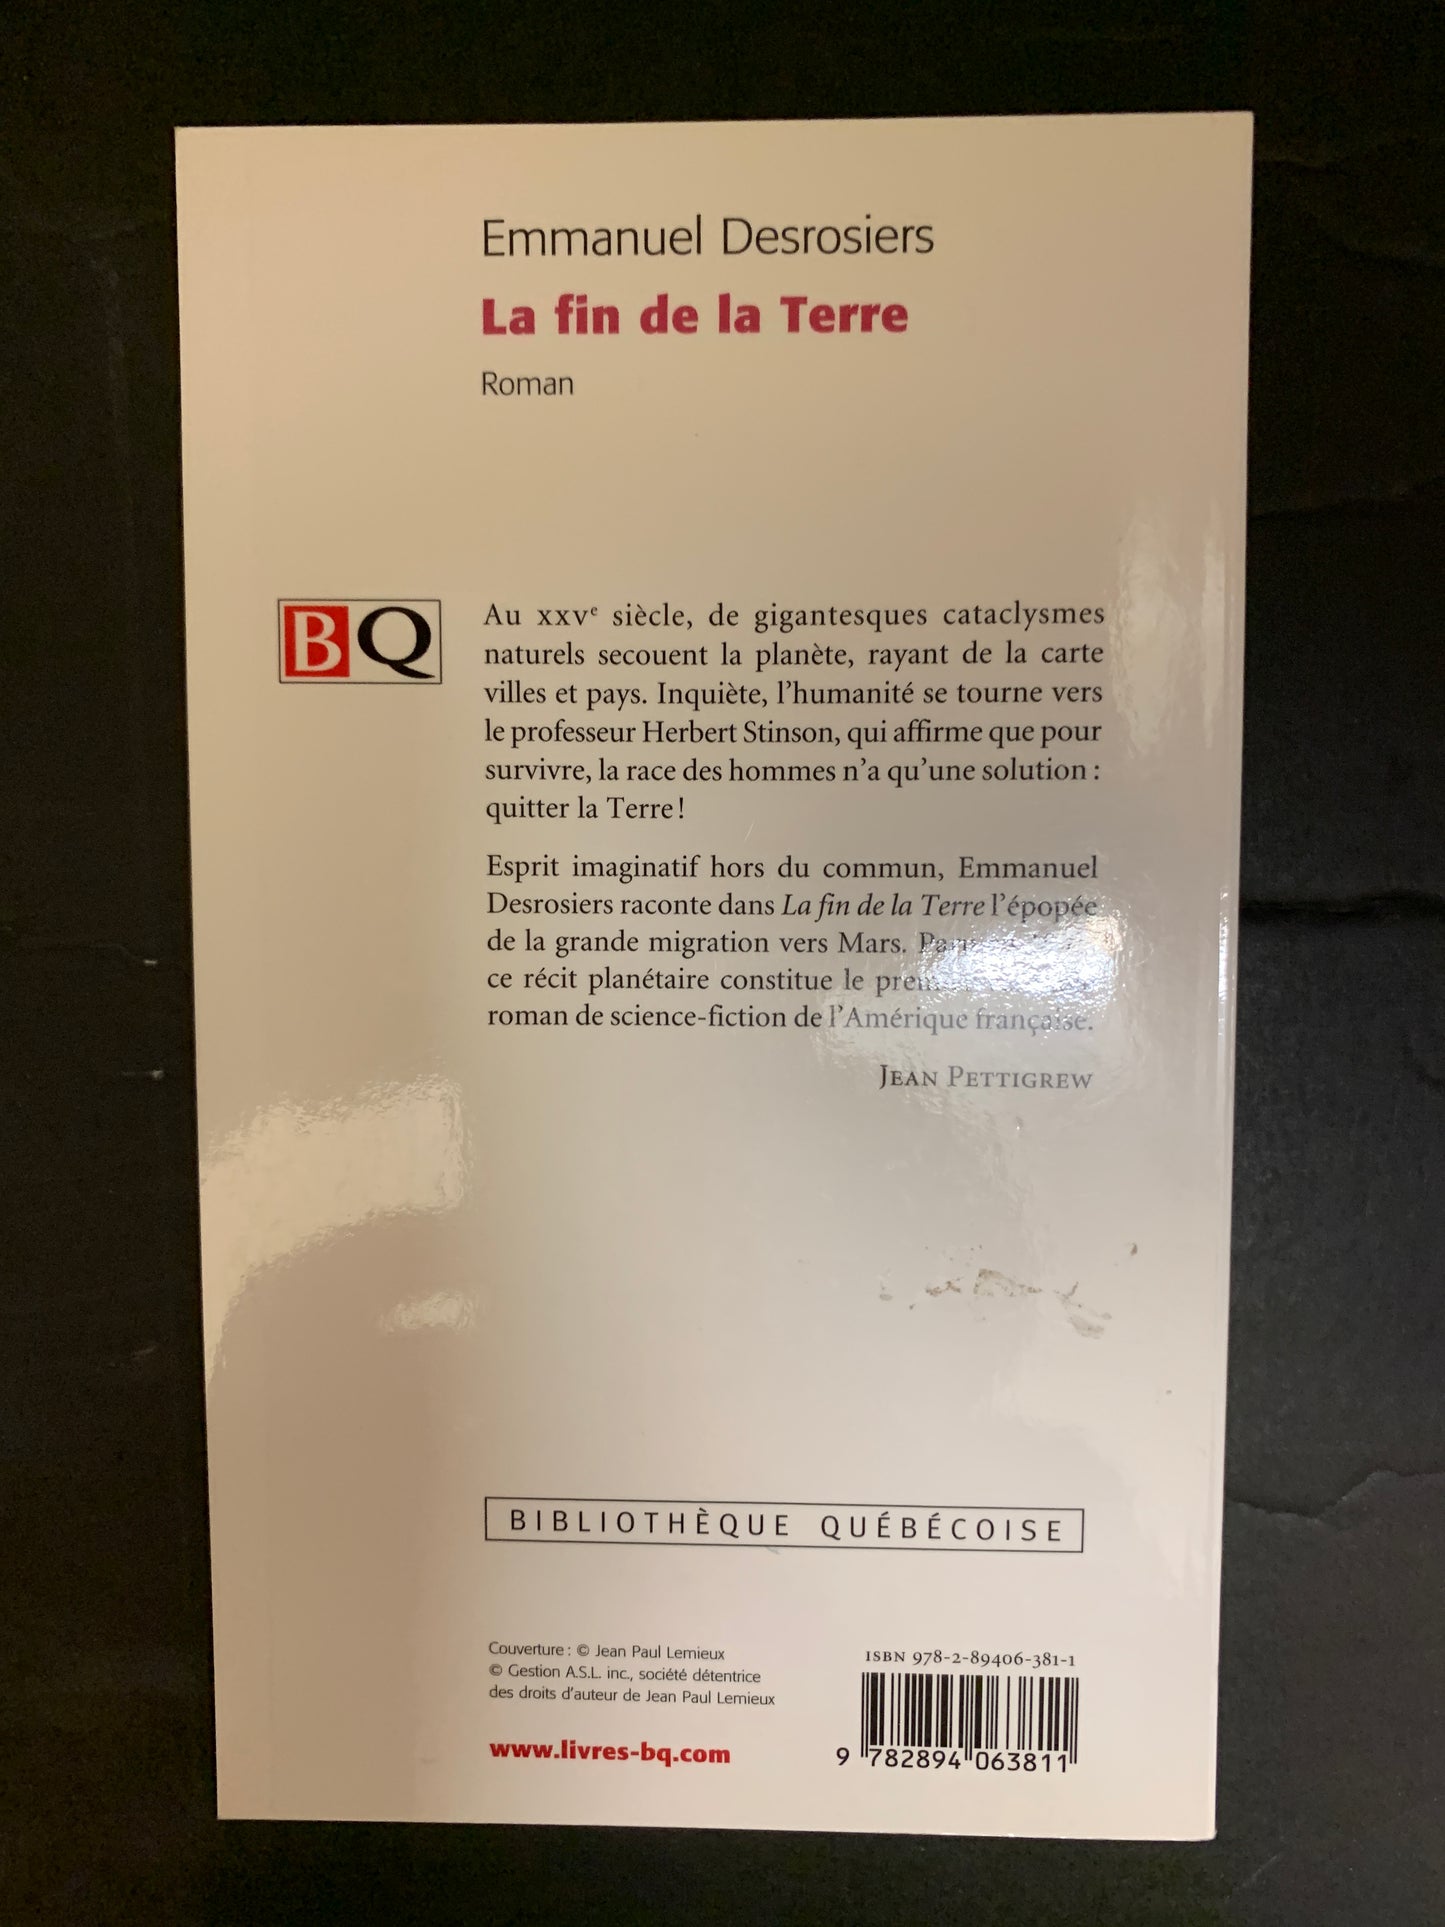 Emmanuel Desrosiers
La fin de la Terre
Roman
BQ
Au XXVe siècle, de gigantesques cataclysmes
naturels secouent la planète, rayant de la carte
villes et pays. Inquiète, l'humanité se tourne vers
le professeur Herbert Stinson, qui affirme que pour
survivre, la race des hommes n'a qu'une solution :
quitter la Terre !
Esprit imaginatif hors du commun, Emmanuel
Desrosiers raconte dans La fin de la Terre l'épopée
de la grande migration vers Mars.
ce récit planétaire constitue le
roman de science-fiction de l'Amérique française.
JEAN PETTIGREW
BIBLIOTHÈQUE QUÉBÉCOISE
Couverture : © Jean Paul Lemieux
© Gestion A.S.L. inc., société détentrice
des droits d'auteur de Jean Paul Lemieux
www.livres-bq.com
ISBN 978-2-89406-381-1
9 782894 063811